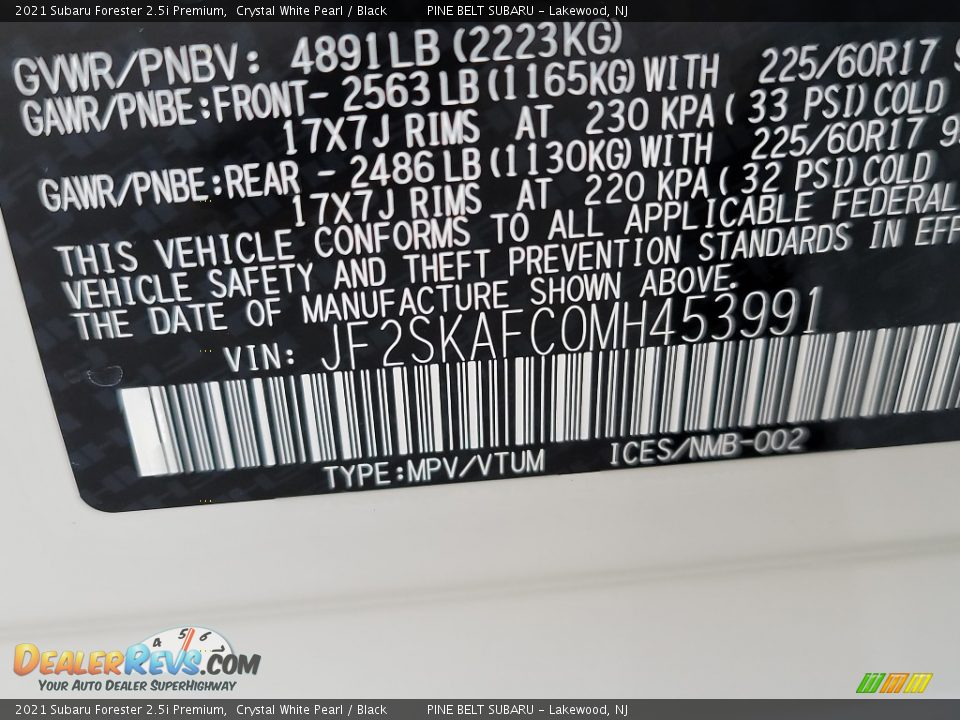 2021 Subaru Forester 2.5i Premium, Crystal White Pearl / Black PINE BELT SUBARU - Lakewood, NJ
GVWR/PNBV: 4891LB (2223KG)
GAWR/PNBE:FRONT- 2563 LB (1165KG) WITH 225/60R17
17X7J RIMS AT 230 KPA ( 33 PSI) COLD
GAWR/PNBE:REAR - 2486 LB (1130KG) WITH 225/60R17
17X7J RIMS AT 220 KPA ( 32 PSI) COLD
THIS VEHICLE CONFORMS TO ALL APPLICABLE FEDERAL
VEHICLE SAFETY AND THEFT PREVENTION STANDARDS IN EFF
THE DATE OF MANUFACTURE SHOWN ABOVE.
VIN: JF2SKAFC0MH453991
TYPE:MPV/VTUM ICES/NMB-002
4 5 6 7
DEALERREVS.COM
YOUR AUTO DEALER SUPERHIGHWAY
2021 Subaru Forester 2.5i Premium, Crystal White Pearl / Black PINE BELT SUBARU - Lakewood, NJ